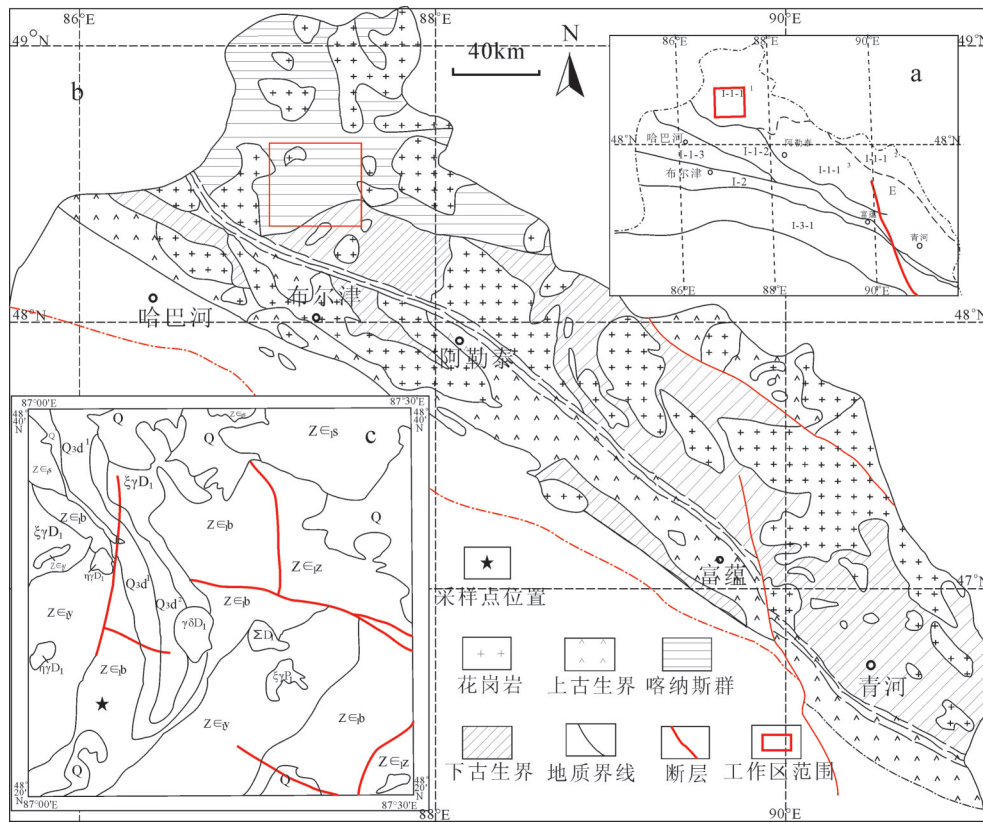 86°E
88°E
90°E
49°N
49°N
40km
N
b
a
86°E
88°E
90°E
I-1-1 1
48°N
48°N
哈巴河
阿勒泰
I-1-3
I-1-2
I-1-1 3
I-1-1 3
布尔津
I-2
E
富蕴
I-3-1
青河
86°E
88°E
90°E
布尔津
哈巴河
48°N
48°N
阿勒泰
87°00′E
87°30′E
48°40′N
48°40′N
c
Q
Q
Z∈₁s
Q3d¹
ξγD₁
Z∈₁b
Z∈₁b
Q
ξγD₁
ηγD₁
Z∈₁z
Q3d¹
Q3d²
Z∈₁b
γδD₁
Z∈₁y
ΣD₁
ηγD₁
Z∈₁b
Z∈₁y
Z∈₁b
Z∈₁z
Q
Q
48°20′N
48°20′N
87°00′E
87°30′E
47°N
富蕴
采样点位置
青河
花岗岩
上古生界
喀纳斯群
下古生界
地质界线
断层
工作区范围
88°E
90°E